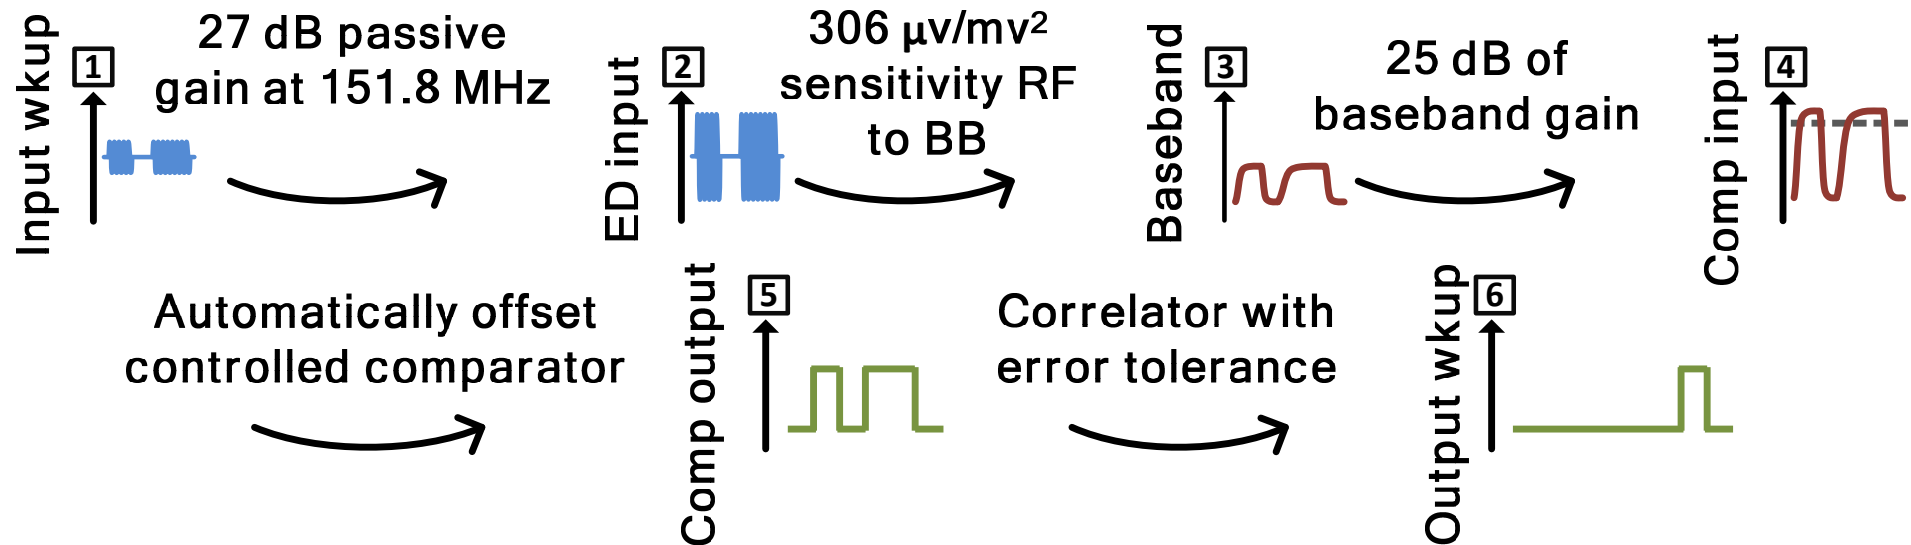 Input wkup
1
27 dB passive
gain at 151.8 MHz
ED input
2
306 μv/mv²
sensitivity RF
to BB
Baseband
3
25 dB of
baseband gain
Comp input
4
Automatically offset
controlled comparator
Comp output
5
Correlator with
error tolerance
Output wkup
6